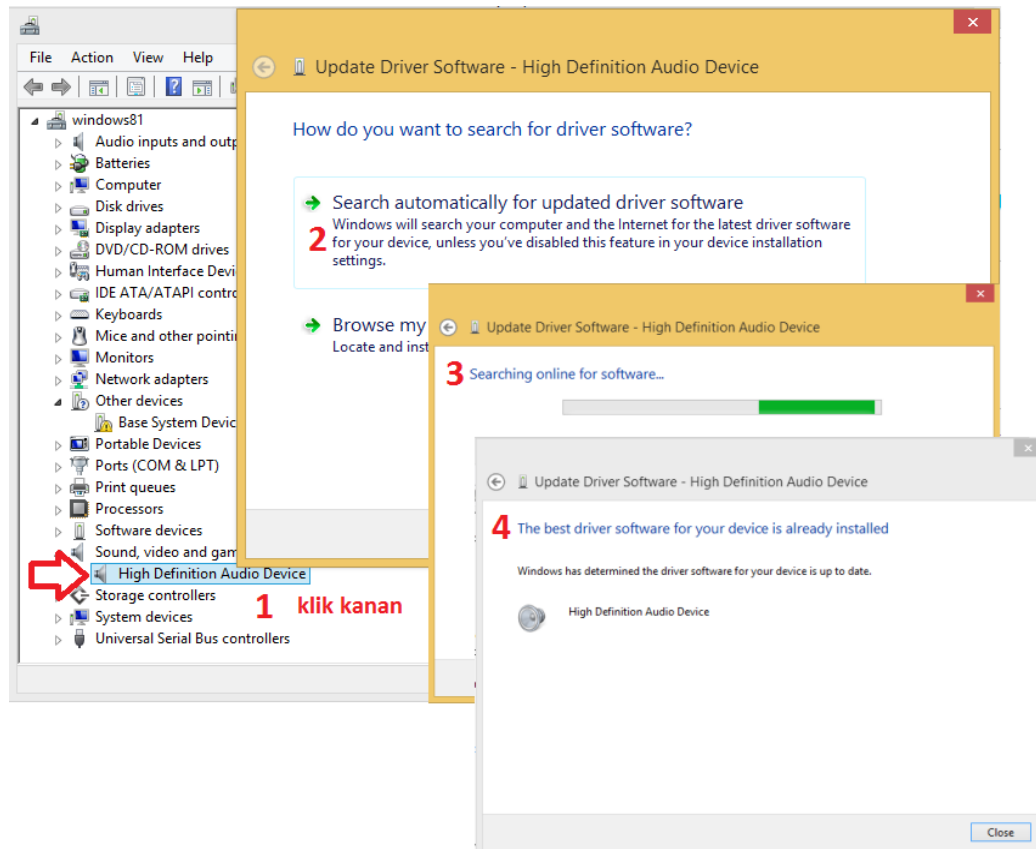 File Action View Help
windows81
Audio inputs and outp
Batteries
Computer
Disk drives
Display adapters
DVD/CD-ROM drives
Human Interface Devi
IDE ATA/ATAPI contro
Keyboards
Mice and other pointi
Monitors
Network adapters
Other devices
Base System Devic
Portable Devices
Ports (COM & LPT)
Print queues
Processors
Software devices
Sound, video and gam
High Definition Audio Device
1 klik kanan
Storage controllers
System devices
Universal Serial Bus controllers
Update Driver Software - High Definition Audio Device
How do you want to search for driver software?
Search automatically for updated driver software
2
Windows will search your computer and the Internet for the latest driver software
for your device, unless you've disabled this feature in your device installation
settings.
Browse my
Locate and inst
Update Driver Software - High Definition Audio Device
3 Searching online for software...
Update Driver Software - High Definition Audio Device
4 The best driver software for your device is already installed
Windows has determined the driver software for your device is up to date.
High Definition Audio Device
Close